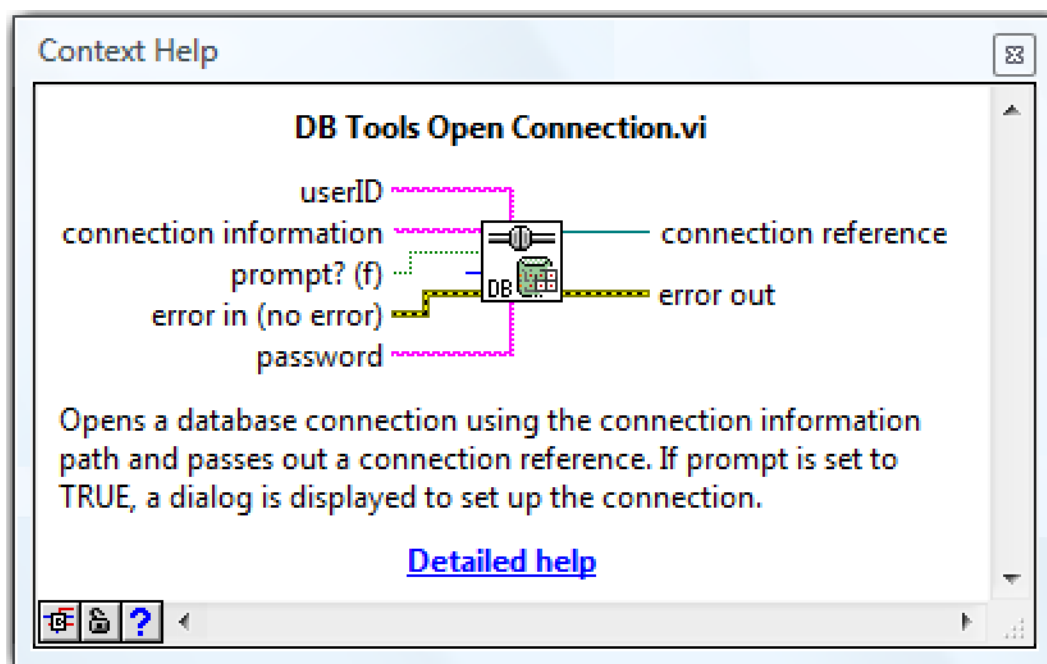 Context Help
DB Tools Open Connection.vi
userID
connection information
prompt? (f)
error in (no error)
password
connection reference
error out
DB
Opens a database connection using the connection information
path and passes out a connection reference. If prompt is set to
TRUE, a dialog is displayed to set up the connection.
Detailed help
?